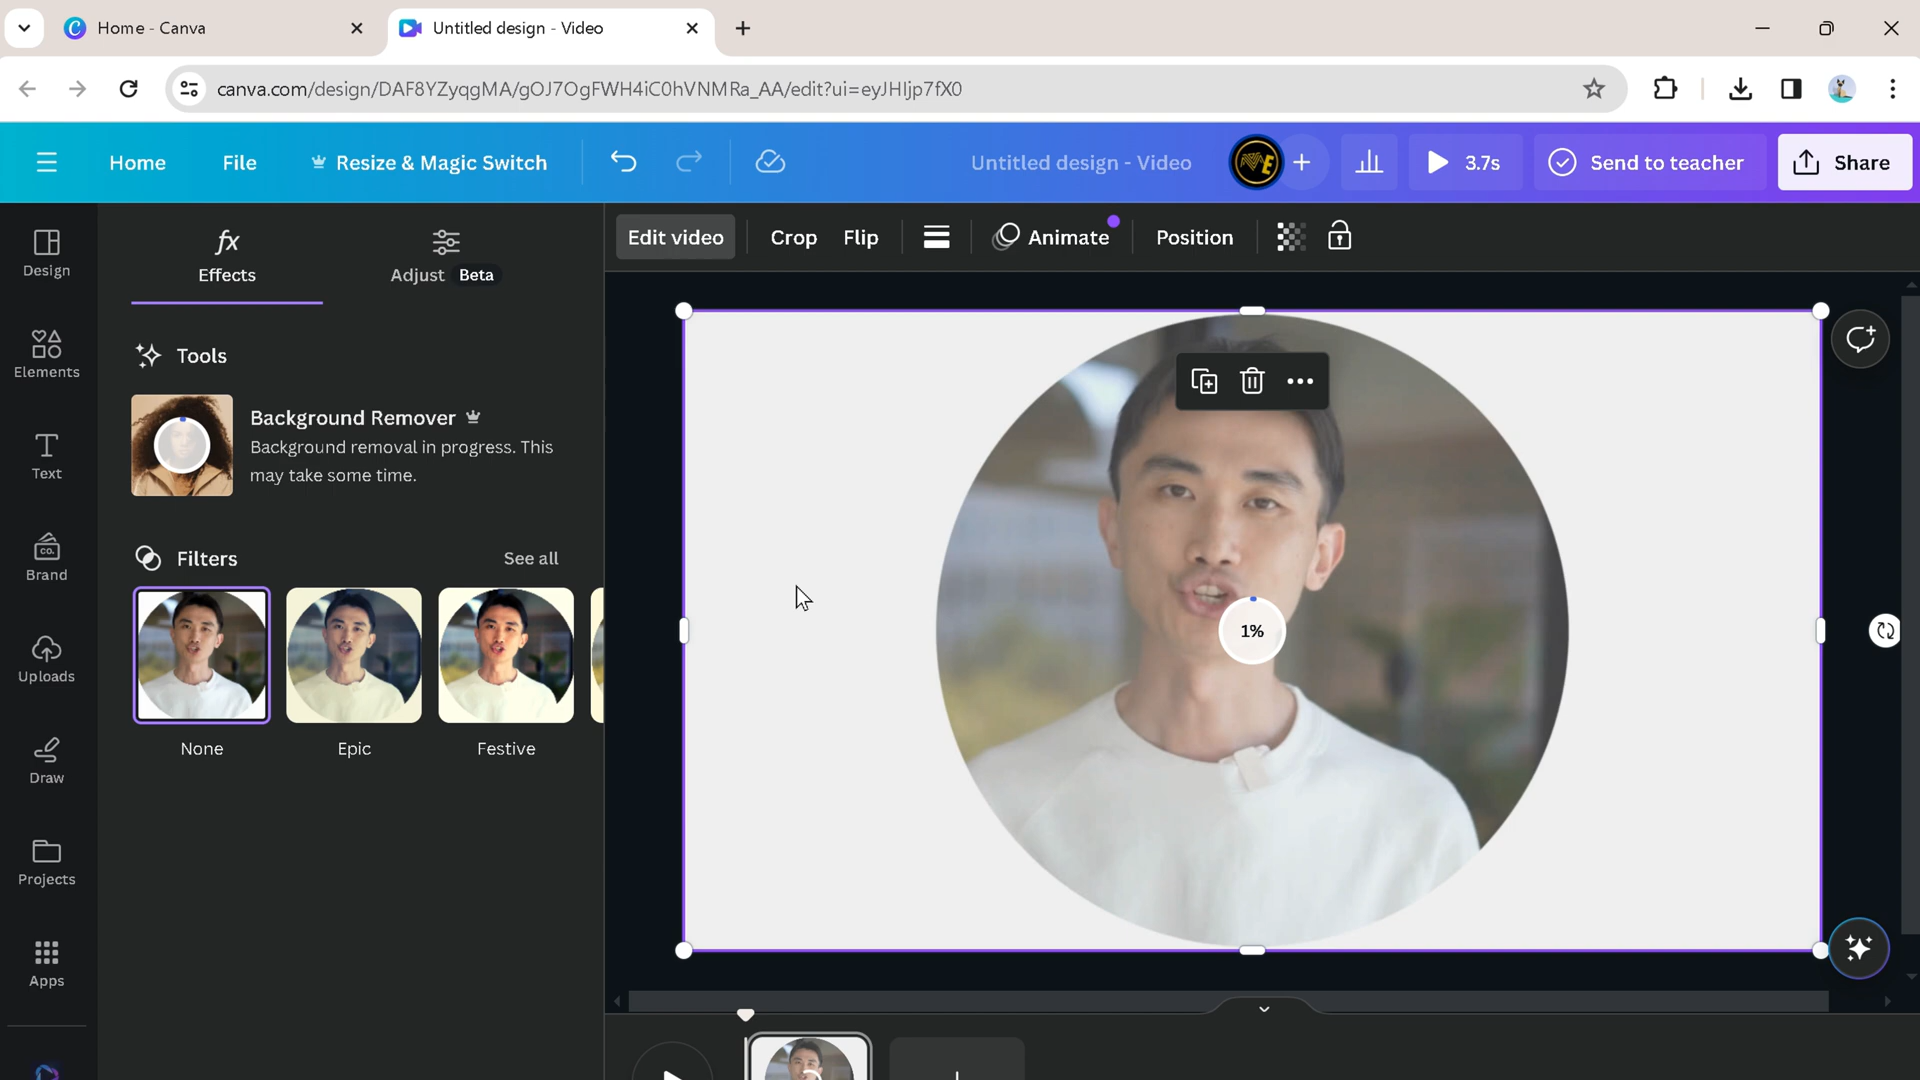 Home - Canva
Untitled design - Video
canva.com/design/DAF8YZyqgMA/gOJ7OgFWH4iC0hVNMRa_AA/edit?ui=eyJHIjp7fX0
Home
File
Resize & Magic Switch
Untitled design - Video
3.7s
Send to teacher
Share
Design
Elements
Text
Brand
Uploads
Draw
Projects
Apps
Effects
Adjust Beta
Tools
Background Remover
Background removal in progress. This
may take some time.
Filters
See all
None
Epic
Festive
Edit video
Crop
Flip
Animate
Position
1%